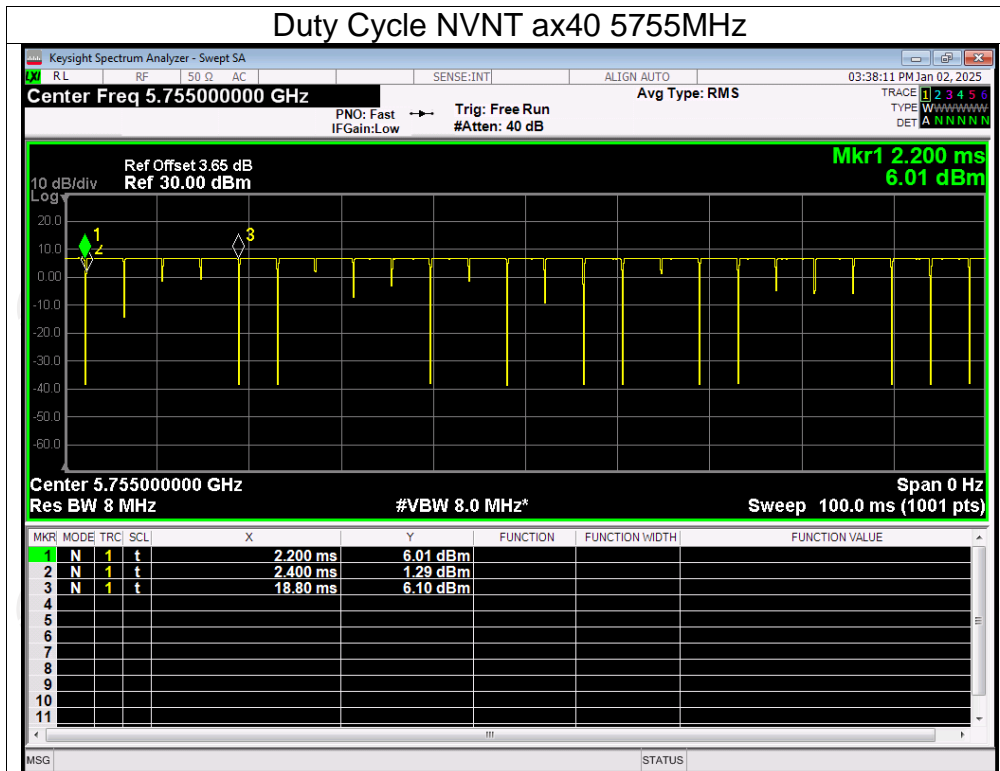 Duty Cycle NVNT ax40 5755MHz
Keysight Spectrum Analyzer - Swept SA
LXI RL RF 50 Ω AC SENSE:INT ALIGN AUTO 03:38:11 PM Jan 02, 2025
Center Freq 5.755000000 GHz Avg Type: RMS TRACE 1 2 3 4 5 6
PNO: Fast Trig: Free Run TYPE WWWWWWW
IFGain:Low #Atten: 40 dB DET A N N N N N
Mkr1 2.200 ms
6.01 dBm
Ref Offset 3.65 dB
10 dB/div Ref 30.00 dBm
Log
20.0
10.0
0.00
-10.0
-20.0
-30.0
-40.0
-50.0
-60.0
1
2
3
Center 5.755000000 GHz Span 0 Hz
Res BW 8 MHz #VBW 8.0 MHz* Sweep 100.0 ms (1001 pts)
MKR MODE TRC SCL X Y FUNCTION FUNCTION WIDTH FUNCTION VALUE
1 N 1 t 2.200 ms 6.01 dBm
2 N 1 t 2.400 ms 1.29 dBm
3 N 1 t 18.80 ms 6.10 dBm
4
5
6
7
8
9
10
11
MSG STATUS